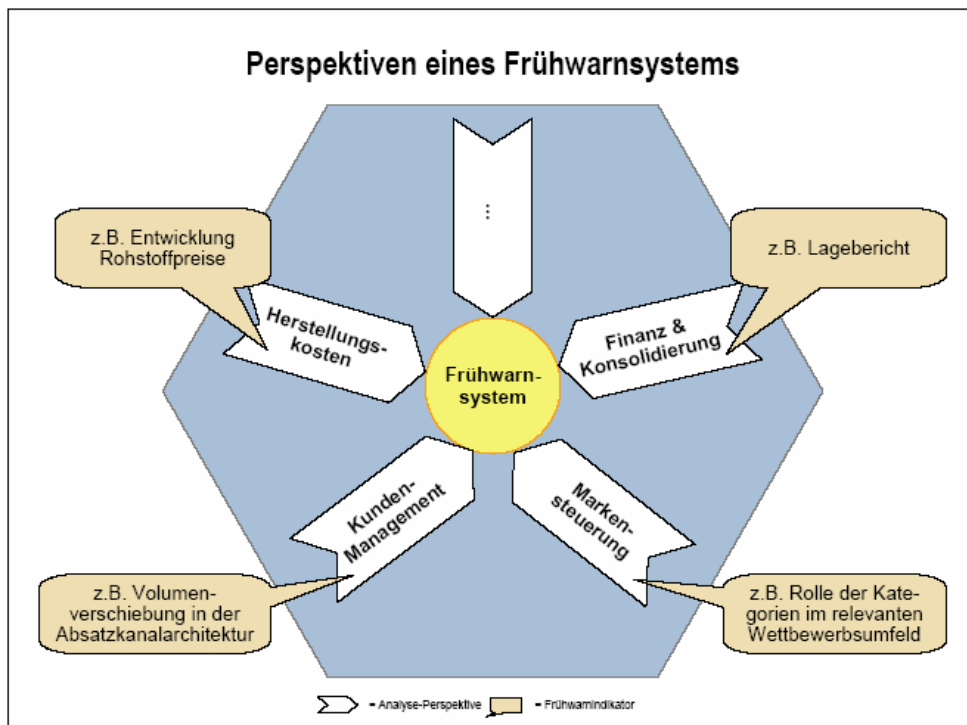 Perspektiven eines Frühwarnsystems
...
z.B. Entwicklung
Rohstoffpreise
z.B. Lagebericht
Herstellungs-
kosten
Finanz &
Konsolidierung
Frühwarn-
system
Kunden-
Management
Marken-
steuerung
z.B. Volumen-
verschiebung in der
Absatzkanalarchitektur
z.B. Rolle der Kate-
gorien im relevanten
Wettbewerbsumfeld
= Analyse-Perspektive
= Frühwarnindikator